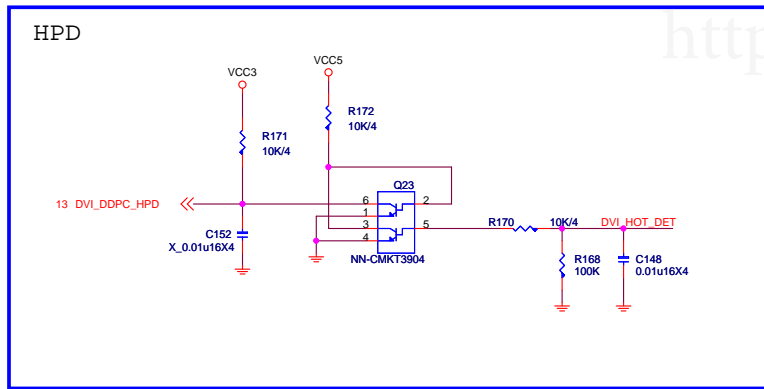 HPD
http
VCC3
VCC5
R171
10K/4
R172
10K/4
Q23
13 DVI_DDPC_HPD
6
1
3
4
2
5
R170
10K/4
DVI_HOT_DET
C152
X_0.01u16X4
NN-CMKT3904
R168
100K
C148
0.01u16X4